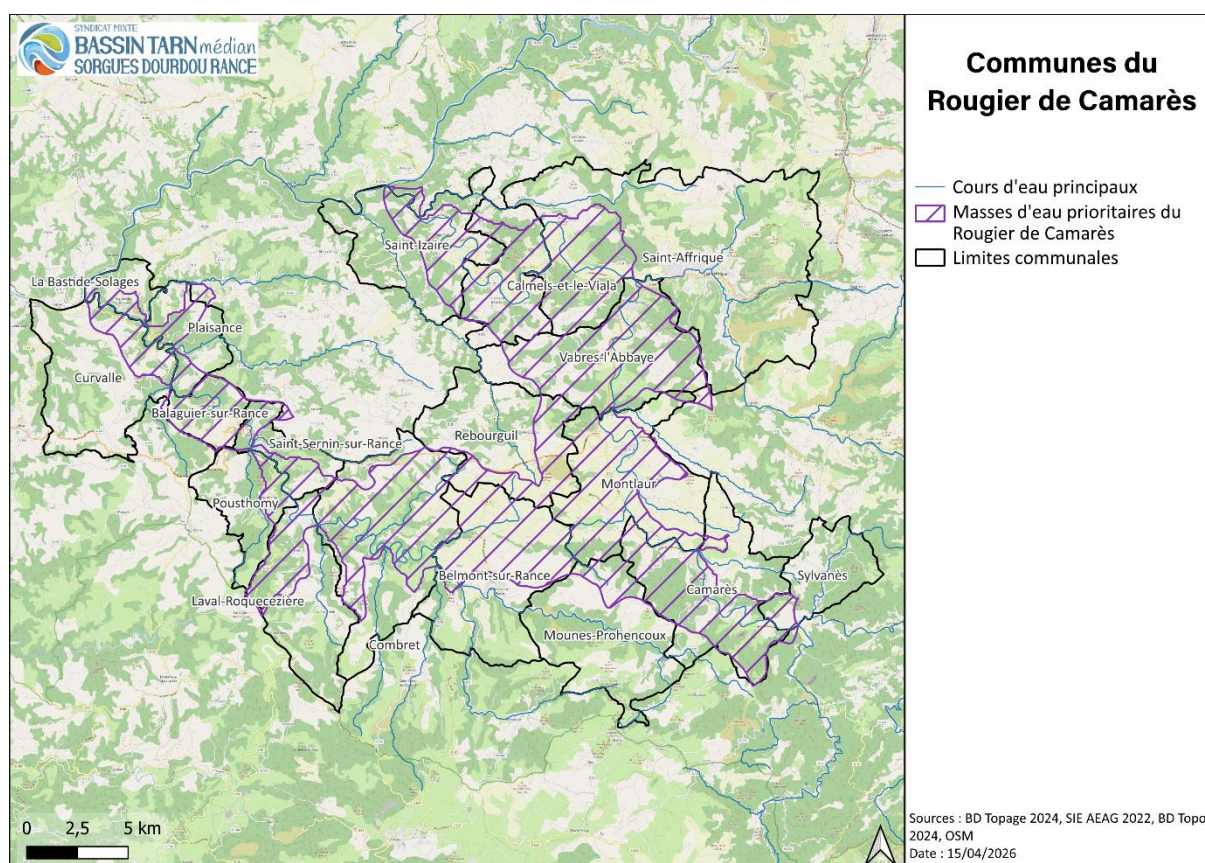 SYNDICAT MIXTE
BASSIN TARN médian
SORGUES DOURDOU RANCE
Communes du
Rougier de Camarès
Cours d'eau principaux
Masses d'eau prioritaires du
Rougier de Camarès
Limites communales
Saint-Izaire
Saint-Affrique
La Bastide-Solages
Calmels-et-le-Viala
Plaisance
Vabres-l'Abbaye
Curvalle
Balaguier-sur-Rance
Saint-Sernin-sur-Rance
Rebourguil
Montlaur
Pousthomy
Belmont-sur-Rance
Sylvanès
Camarès
Laval-Roquecezière
Mounes-Prohencoux
Combret
0 2,5 5 km
Sources : BD Topage 2024, SIE AEAG 2022, BD Topo
2024, OSM
Date : 15/04/2026